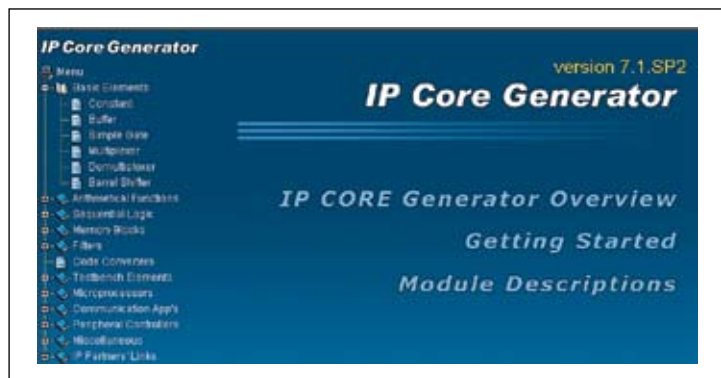 IP Core Generator
Menu
Basic Elements
Constant
Buffer
Simple Gate
Multiplexer
Demultiplexer
Barrel Shifter
Arithmetical Functions
Sequential Logic
Memory Blocks
Filters
Code Converters
Testbench Elements
Microprocessors
Communication App's
Peripheral Controllers
Miscellaneous
IP Partners' Links
version 7.1.SP2
IP Core Generator
IP CORE Generator Overview
Getting Started
Module Descriptions